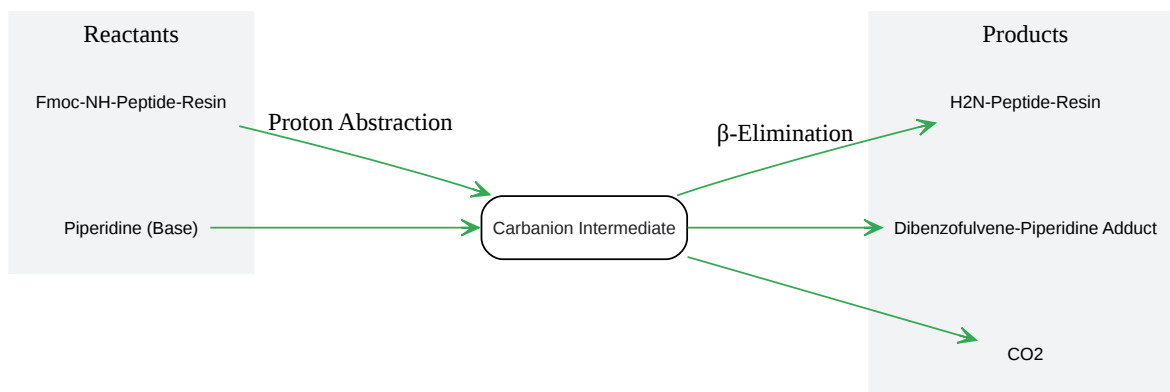 Reactants
Fmoc-NH-Peptide-Resin
Piperidine (Base)
Proton Abstraction
Carbanion Intermediate
β-Elimination
Products
H2N-Peptide-Resin
Dibenzofulvene-Piperidine Adduct
CO2